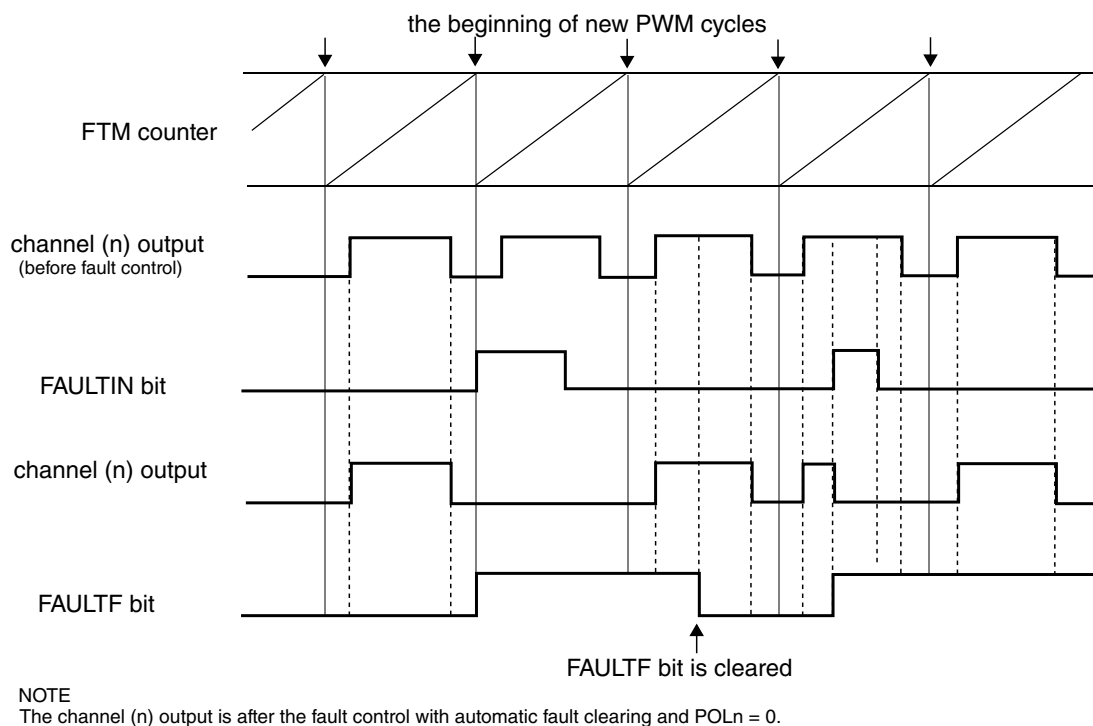 the beginning of new PWM cycles
FTM counter
channel (n) output
(before fault control)
FAULTIN bit
channel (n) output
FAULTF bit
FAULTF bit is cleared
NOTE
The channel (n) output is after the fault control with automatic fault clearing and POLn = 0.